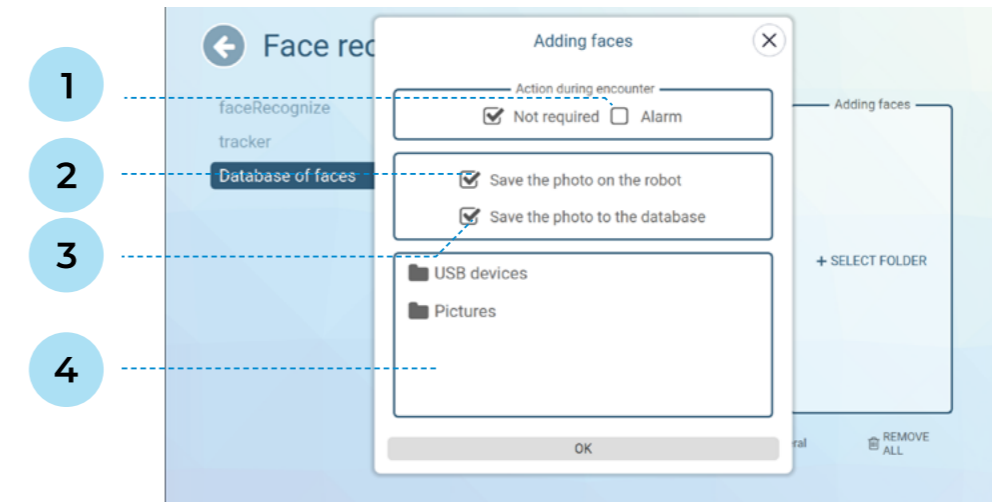 Face rec
Adding faces
1
Action during encounter
Not required Alarm
faceRecognize
Adding faces
tracker
2
Database of faces
Save the photo on the robot
Save the photo to the database
3
USB devices
+ SELECT FOLDER
Pictures
4
OK
ral
REMOVE
ALL